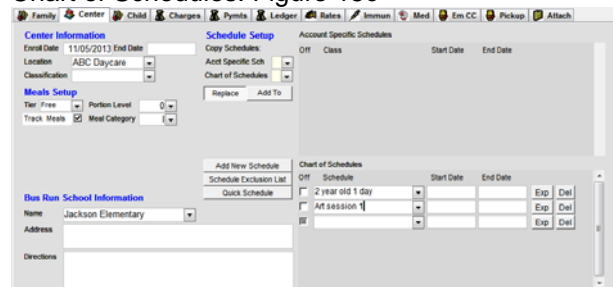 Chart of Schedules. Figure
Family Center Child Charges Pymts Ledger Rates Immun Med Em CC Pickup Attach
Center Information
Enrol Date 11/05/2013 End Date
Location ABC Daycare
Classification
Meals Setup
Tier Free Portion Level 0
Track Meals Meal Category
Schedule Setup
Copy Schedules:
Acct Specific Sch
Chart of Schedules
Replace Add To
Account Specific Schedules
Off Class Start Date End Date
Add New Schedule
Schedule Exclusion List
Quick Schedule
Chart of Schedules
Off Schedule Start Date End Date
2 year old 1 day Exp Del
Art session 1 Exp Del
Exp Del
Bus Run School Information
Name Jackson Elementary
Address
Directions